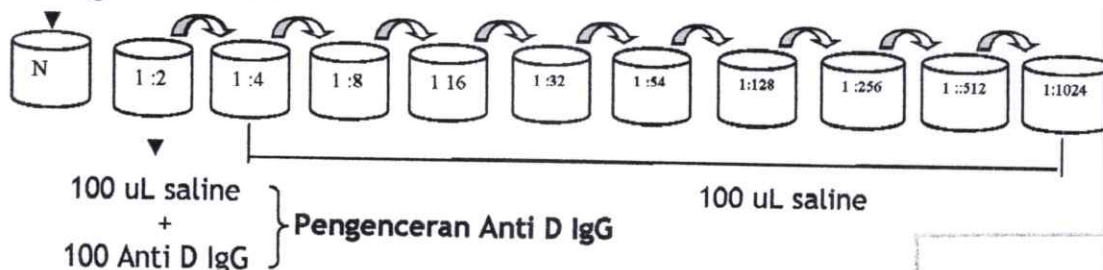 N 1 :2 1 :4 1 :8 1 16 1 :32 1 :54 1:128 1 :256 1 ::512 1:1024
100 uL saline
+
100 Anti D IgG
Pengenceran Anti D IgG
100 uL saline